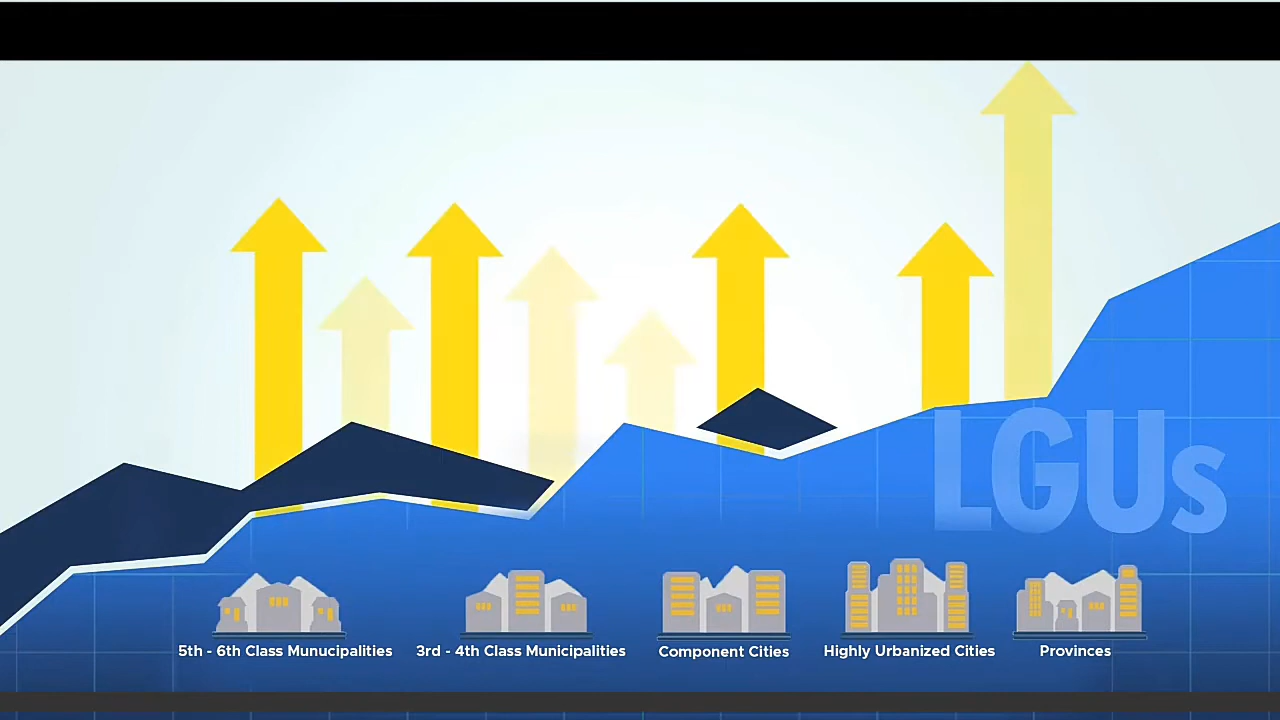 LGUs
5th - 6th Class Munucipalities
3rd - 4th Class Municipalities
Component Cities
Highly Urbanized Cities
Provinces